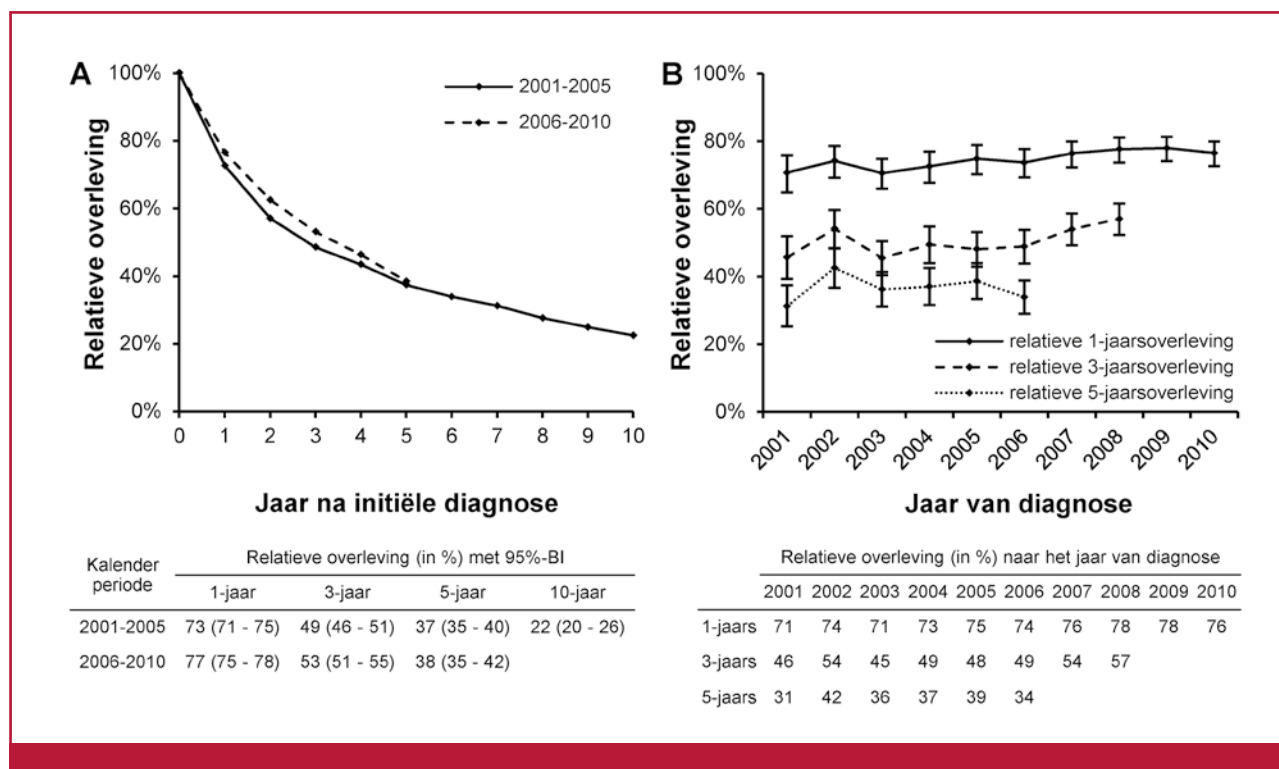 A
100%
80%
60%
40%
20%
0%
Relatieve overleving
2001-2005
2006-2010
0 1 2 3 4 5 6 7 8 9 10
Jaar na initiële diagnose
Kalender periode
Relatieve overleving (in %) met 95%-BI
1-jaar 3-jaar 5-jaar 10-jaar
2001-2005 73 (71 - 75) 49 (46 - 51) 37 (35 - 40) 22 (20 - 26)
2006-2010 77 (75 - 78) 53 (51 - 55) 38 (35 - 42)
B
100%
80%
60%
40%
20%
0%
Relatieve overleving
relatieve 1-jaarsoverleving
relatieve 3-jaarsoverleving
relatieve 5-jaarsoverleving
2001 2002 2003 2004 2005 2006 2007 2008 2009 2010
Jaar van diagnose
Relatieve overleving (in %) naar het jaar van diagnose
2001 2002 2003 2004 2005 2006 2007 2008 2009 2010
1-jaars 71 74 71 73 75 74 76 78 78 76
3-jaars 46 54 45 49 48 49 54 57
5-jaars 31 42 36 37 39 34